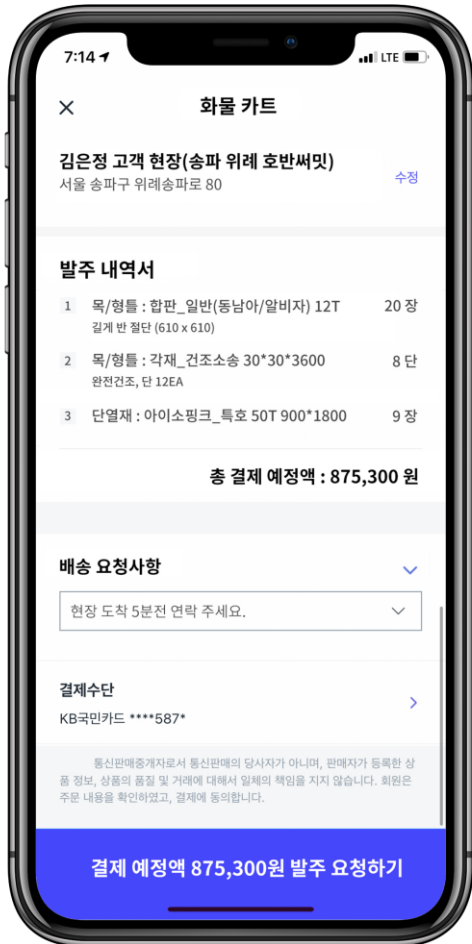 7:14 LTE
화물 카트
김은정 고객 현장(송파 위례 호반써밋)
서울 송파구 위례송파로 80
수정
발주 내역서
1 목/형틀 : 합판_일반(동남아/알비자) 12T 20 장
길게 반 절단 (610 x 610)
2 목/형틀 : 각재_건조소송 30*30*3600 8 단
완전건조, 단 12EA
3 단열재 : 아이소핑크_특호 50T 900*1800 9 장
총 결제 예정액 : 875,300 원
배송 요청사항
현장 도착 5분전 연락 주세요.
결제수단
KB국민카드 ****587*
통신판매중개자로서 통신판매의 당사자가 아니며, 판매자가 등록한 상
품 정보, 상품의 품질 및 거래에 대해서 일체의 책임을 지지 않습니다. 회원은
주문 내용을 확인하였고, 결제에 동의합니다.
결제 예정액 875,300원 발주 요청하기